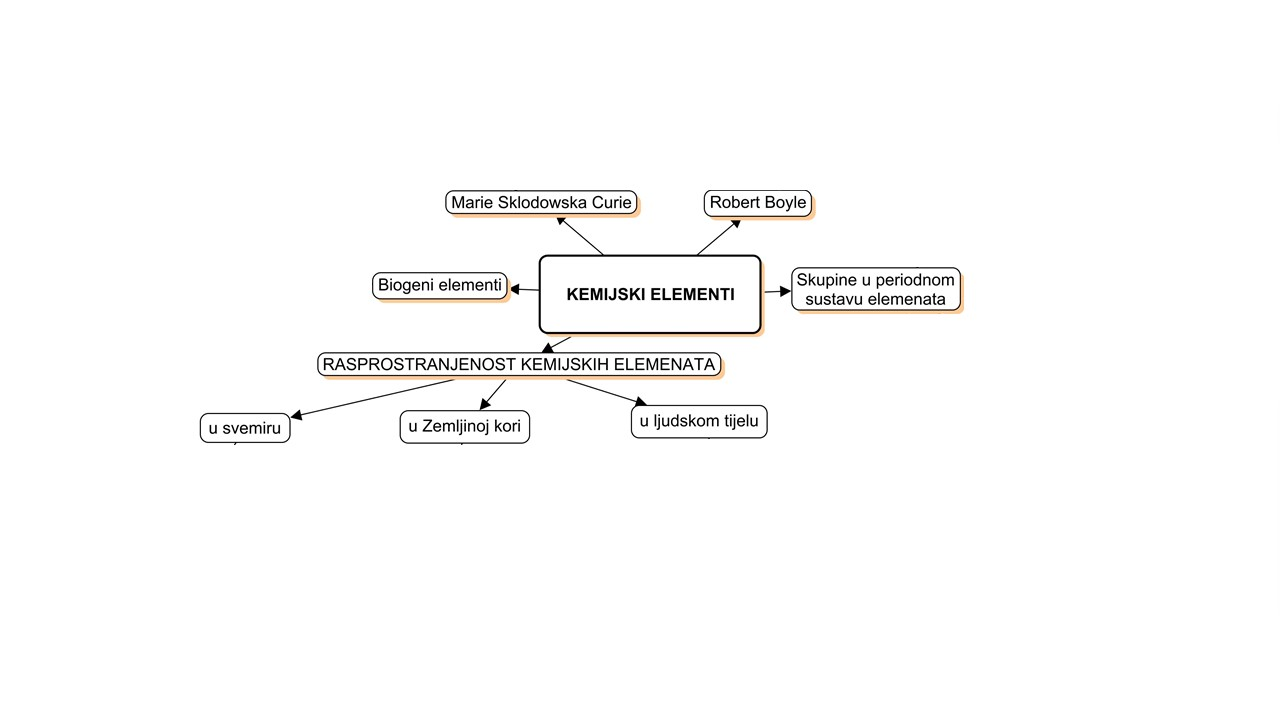 Marie Sklodowska Curie
Robert Boyle
Biogeni elementi
KEMIJSKI ELEMENTI
Skupine u periodnom
sustavu elemenata
RASPROSTRANJENOST KEMIJSKIH ELEMENATA
u svemiru
u Zemljinoj kori
u ljudskom tijelu